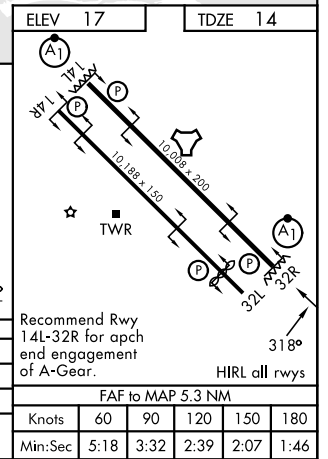 ELEV 17 TDZE 14
A1
14L
14R
P
P
10,008 x 200
10,188 x 150
TWR
A1
P
P
32L
32R
Recommend Rwy
14L-32R for apch
end engagement
of A-Gear.
318°
HIRL all rwys
FAF to MAP 5.3 NM
Knots 60 90 120 150 180
Min:Sec 5:18 3:32 2:39 2:07 1:46